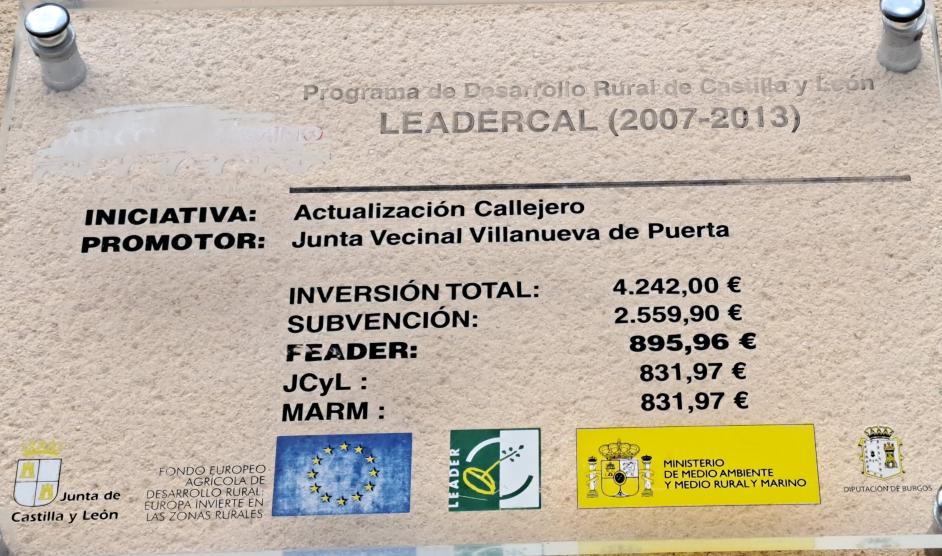 Programa de Desarrollo Rural de Castilla y León
LEADERCAL (2007-2013)
INICIATIVA: Actualización Callejero
PROMOTOR: Junta Vecinal Villanueva de Puerta
INVERSIÓN TOTAL: 4.242,00 €
SUBVENCIÓN: 2.559,90 €
FEADER: 895,96 €
JCyL : 831,97 €
MARM : 831,97 €
Junta de
Castilla y León
FONDO EUROPEO
AGRÍCOLA DE
DESARROLLO RURAL:
EUROPA INVIERTE EN
LAS ZONAS RURALES
LEADER
MINISTERIO
DE MEDIO AMBIENTE
Y MEDIO RURAL Y MARINO
DIPUTACIÓN DE BURGOS